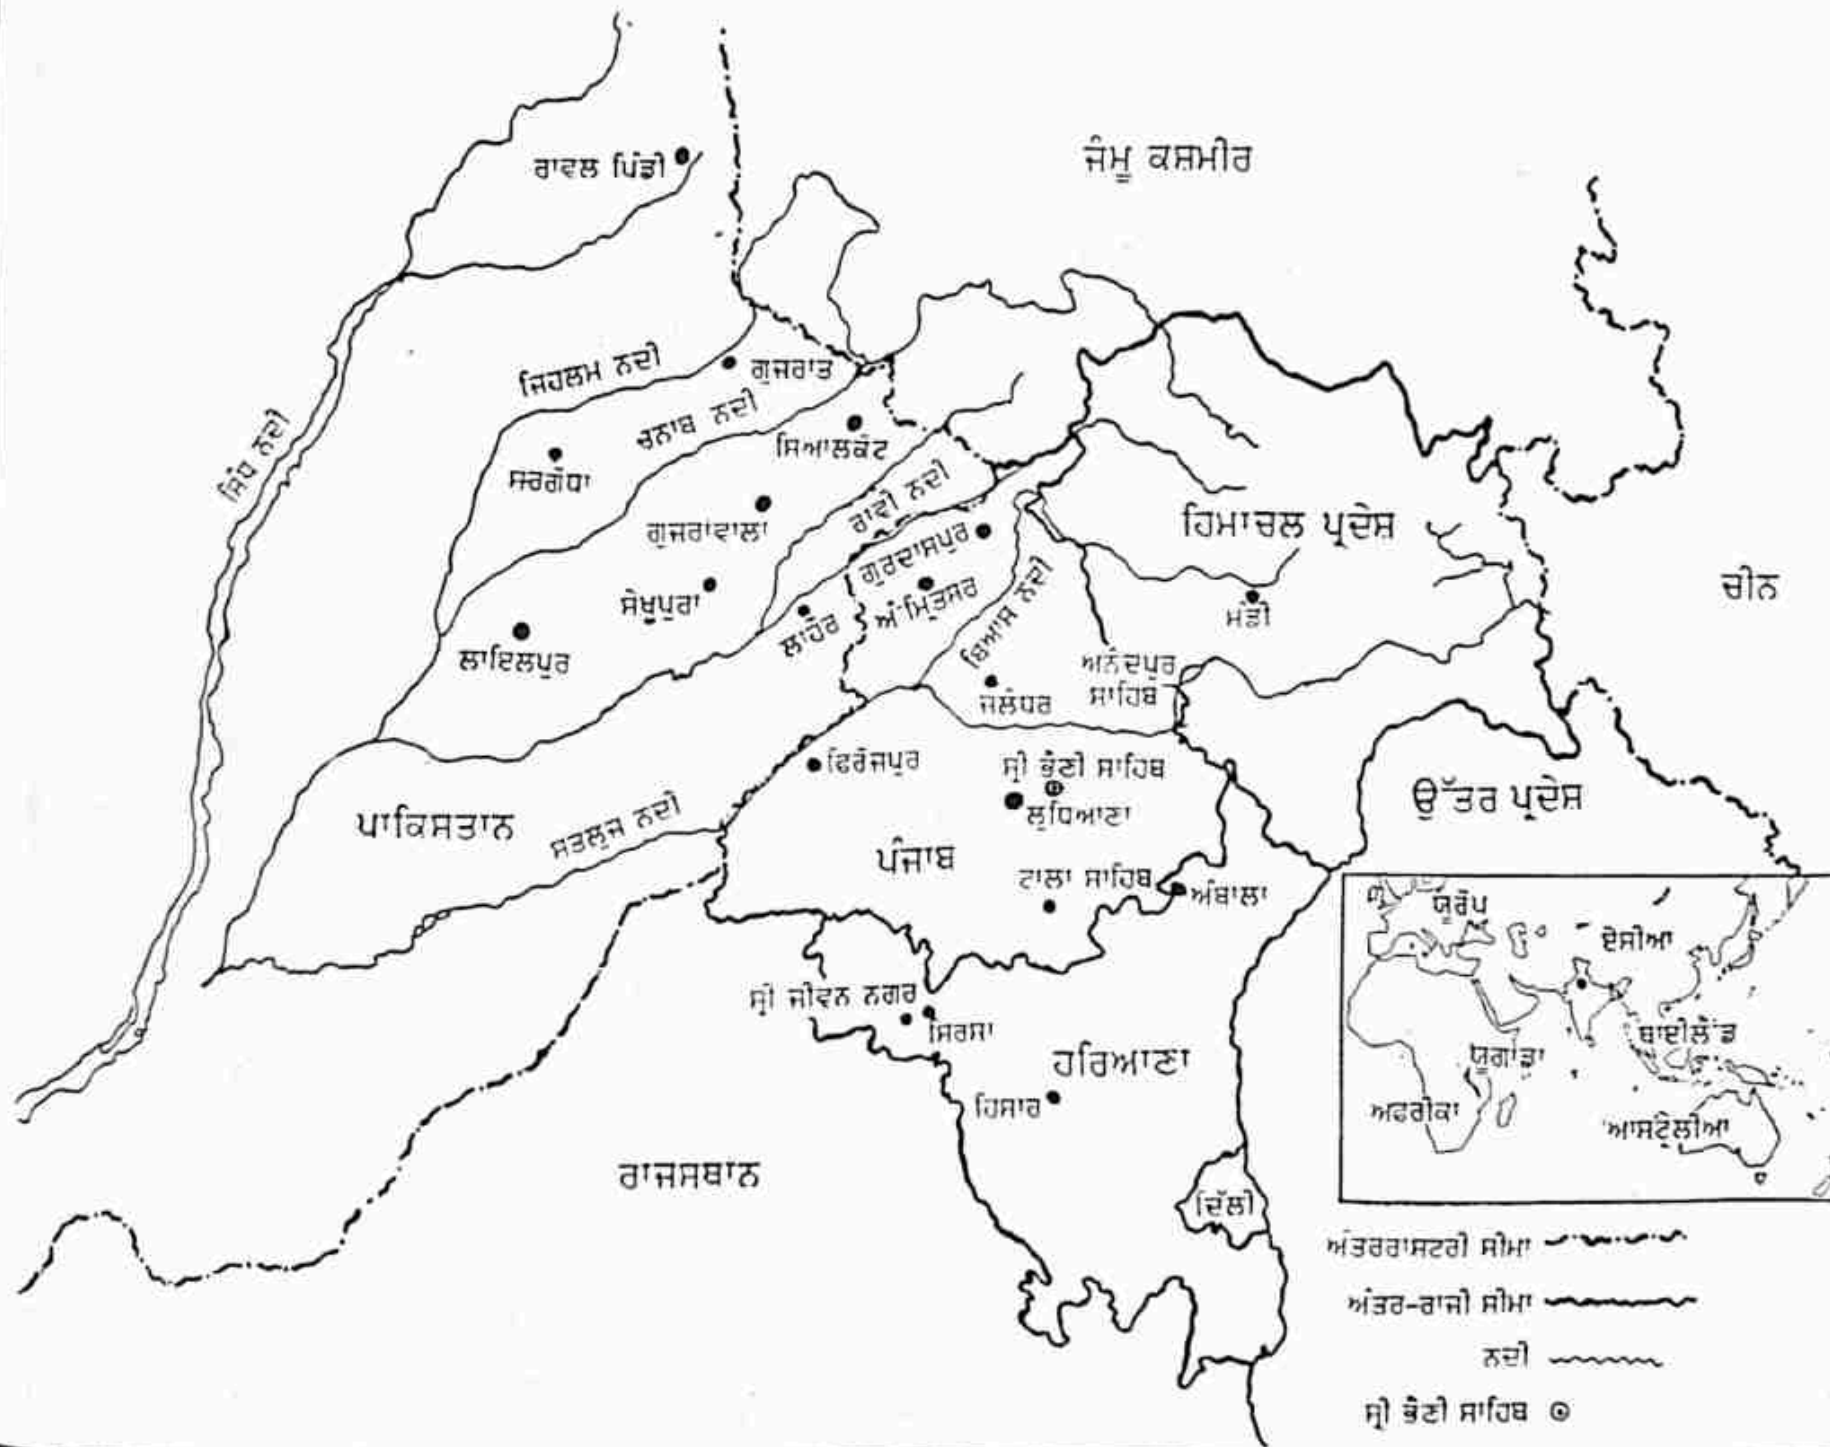 ਜੰਮੂ ਕਸ਼ਮੀਰ
ਰਾਵਲ ਪਿੰਡੀ
ਜਿਹਲਮ ਨਦੀ
ਗੁਜਰਾਤ
ਚਨਾਬ ਨਦੀ
ਸਿੰਧ ਨਦੀ
ਸਿਆਲਕੋਟ
ਸਰਗੋਧਾ
ਰਾਵੀ ਨਦੀ
ਗੁਜਰਾਂਵਾਲਾ
ਹਿਮਾਚਲ ਪ੍ਰਦੇਸ਼
ਗੁਰਦਾਸਪੁਰ
ਚੀਨ
ਅੰਮ੍ਰਿਤਸਰ
ਸ਼ੇਖੂਪੁਰਾ
ਲਾਹੌਰ
ਬਿਆਸ ਨਦੀ
ਮੰਡੀ
ਲਾਇਲਪੁਰ
ਅਨੰਦਪੁਰ
ਸਾਹਿਬ
ਜਲੰਧਰ
ਫਿਰੋਜ਼ਪੁਰ
ਸ੍ਰੀ ਭੈਣੀ ਸਾਹਿਬ
ਲੁਧਿਆਣਾ
ਉੱਤਰ ਪ੍ਰਦੇਸ਼
ਪਾਕਿਸਤਾਨ
ਸਤਲੁਜ ਨਦੀ
ਪੰਜਾਬ
ਟਾਲਾ ਸਾਹਿਬ
ਅੰਬਾਲਾ
ਸ੍ਰੀ ਜੀਵਨ ਨਗਰ
ਸਿਰਸਾ
ਹਰਿਆਣਾ
ਹਿਸਾਰ
ਰਾਜਸਥਾਨ
ਦਿੱਲੀ
ਯੂਰੋਪ
ਏਸੀਆ
ਥਾਈਲੈਂਡ
ਯੂਗਾਂਡਾ
ਅਫਰੀਕਾ
ਆਸਟ੍ਰੇਲੀਆ
ਅੰਤਰਰਾਸ਼ਟਰੀ ਸੀਮਾ
ਅੰਤਰ-ਰਾਜੀ ਸੀਮਾ
ਨਦੀ
ਸ੍ਰੀ ਭੈਣੀ ਸਾਹਿਬ